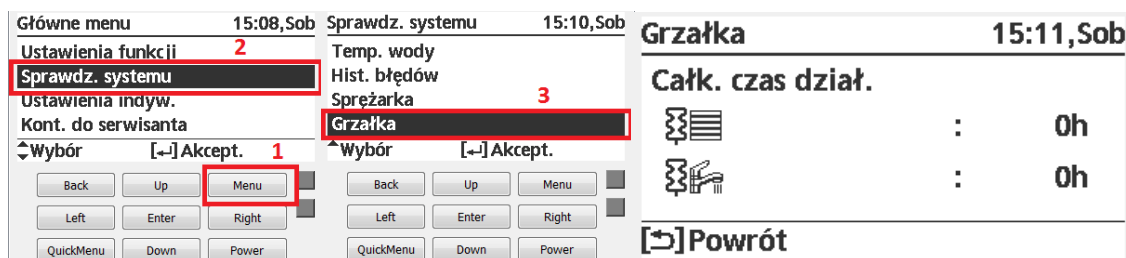 Główne menu 15:08,Sob
Ustawienia funkcji 2
Sprawdz. systemu
Ustawienia indyw.
Kont. do serwisanta
Wybór [↵] Akcept. 1
Back Up Menu
Left Enter Right
QuickMenu Down Power
Sprawdz. systemu 15:10,Sob
Temp. wody
Hist. błędów
Sprężarka 3
Grzałka
Wybór [↵] Akcept.
Back Up Menu
Left Enter Right
QuickMenu Down Power
Grzałka 15:11,Sob
Całk. czas dział.
: 0h
: 0h
[⮌]Powrót